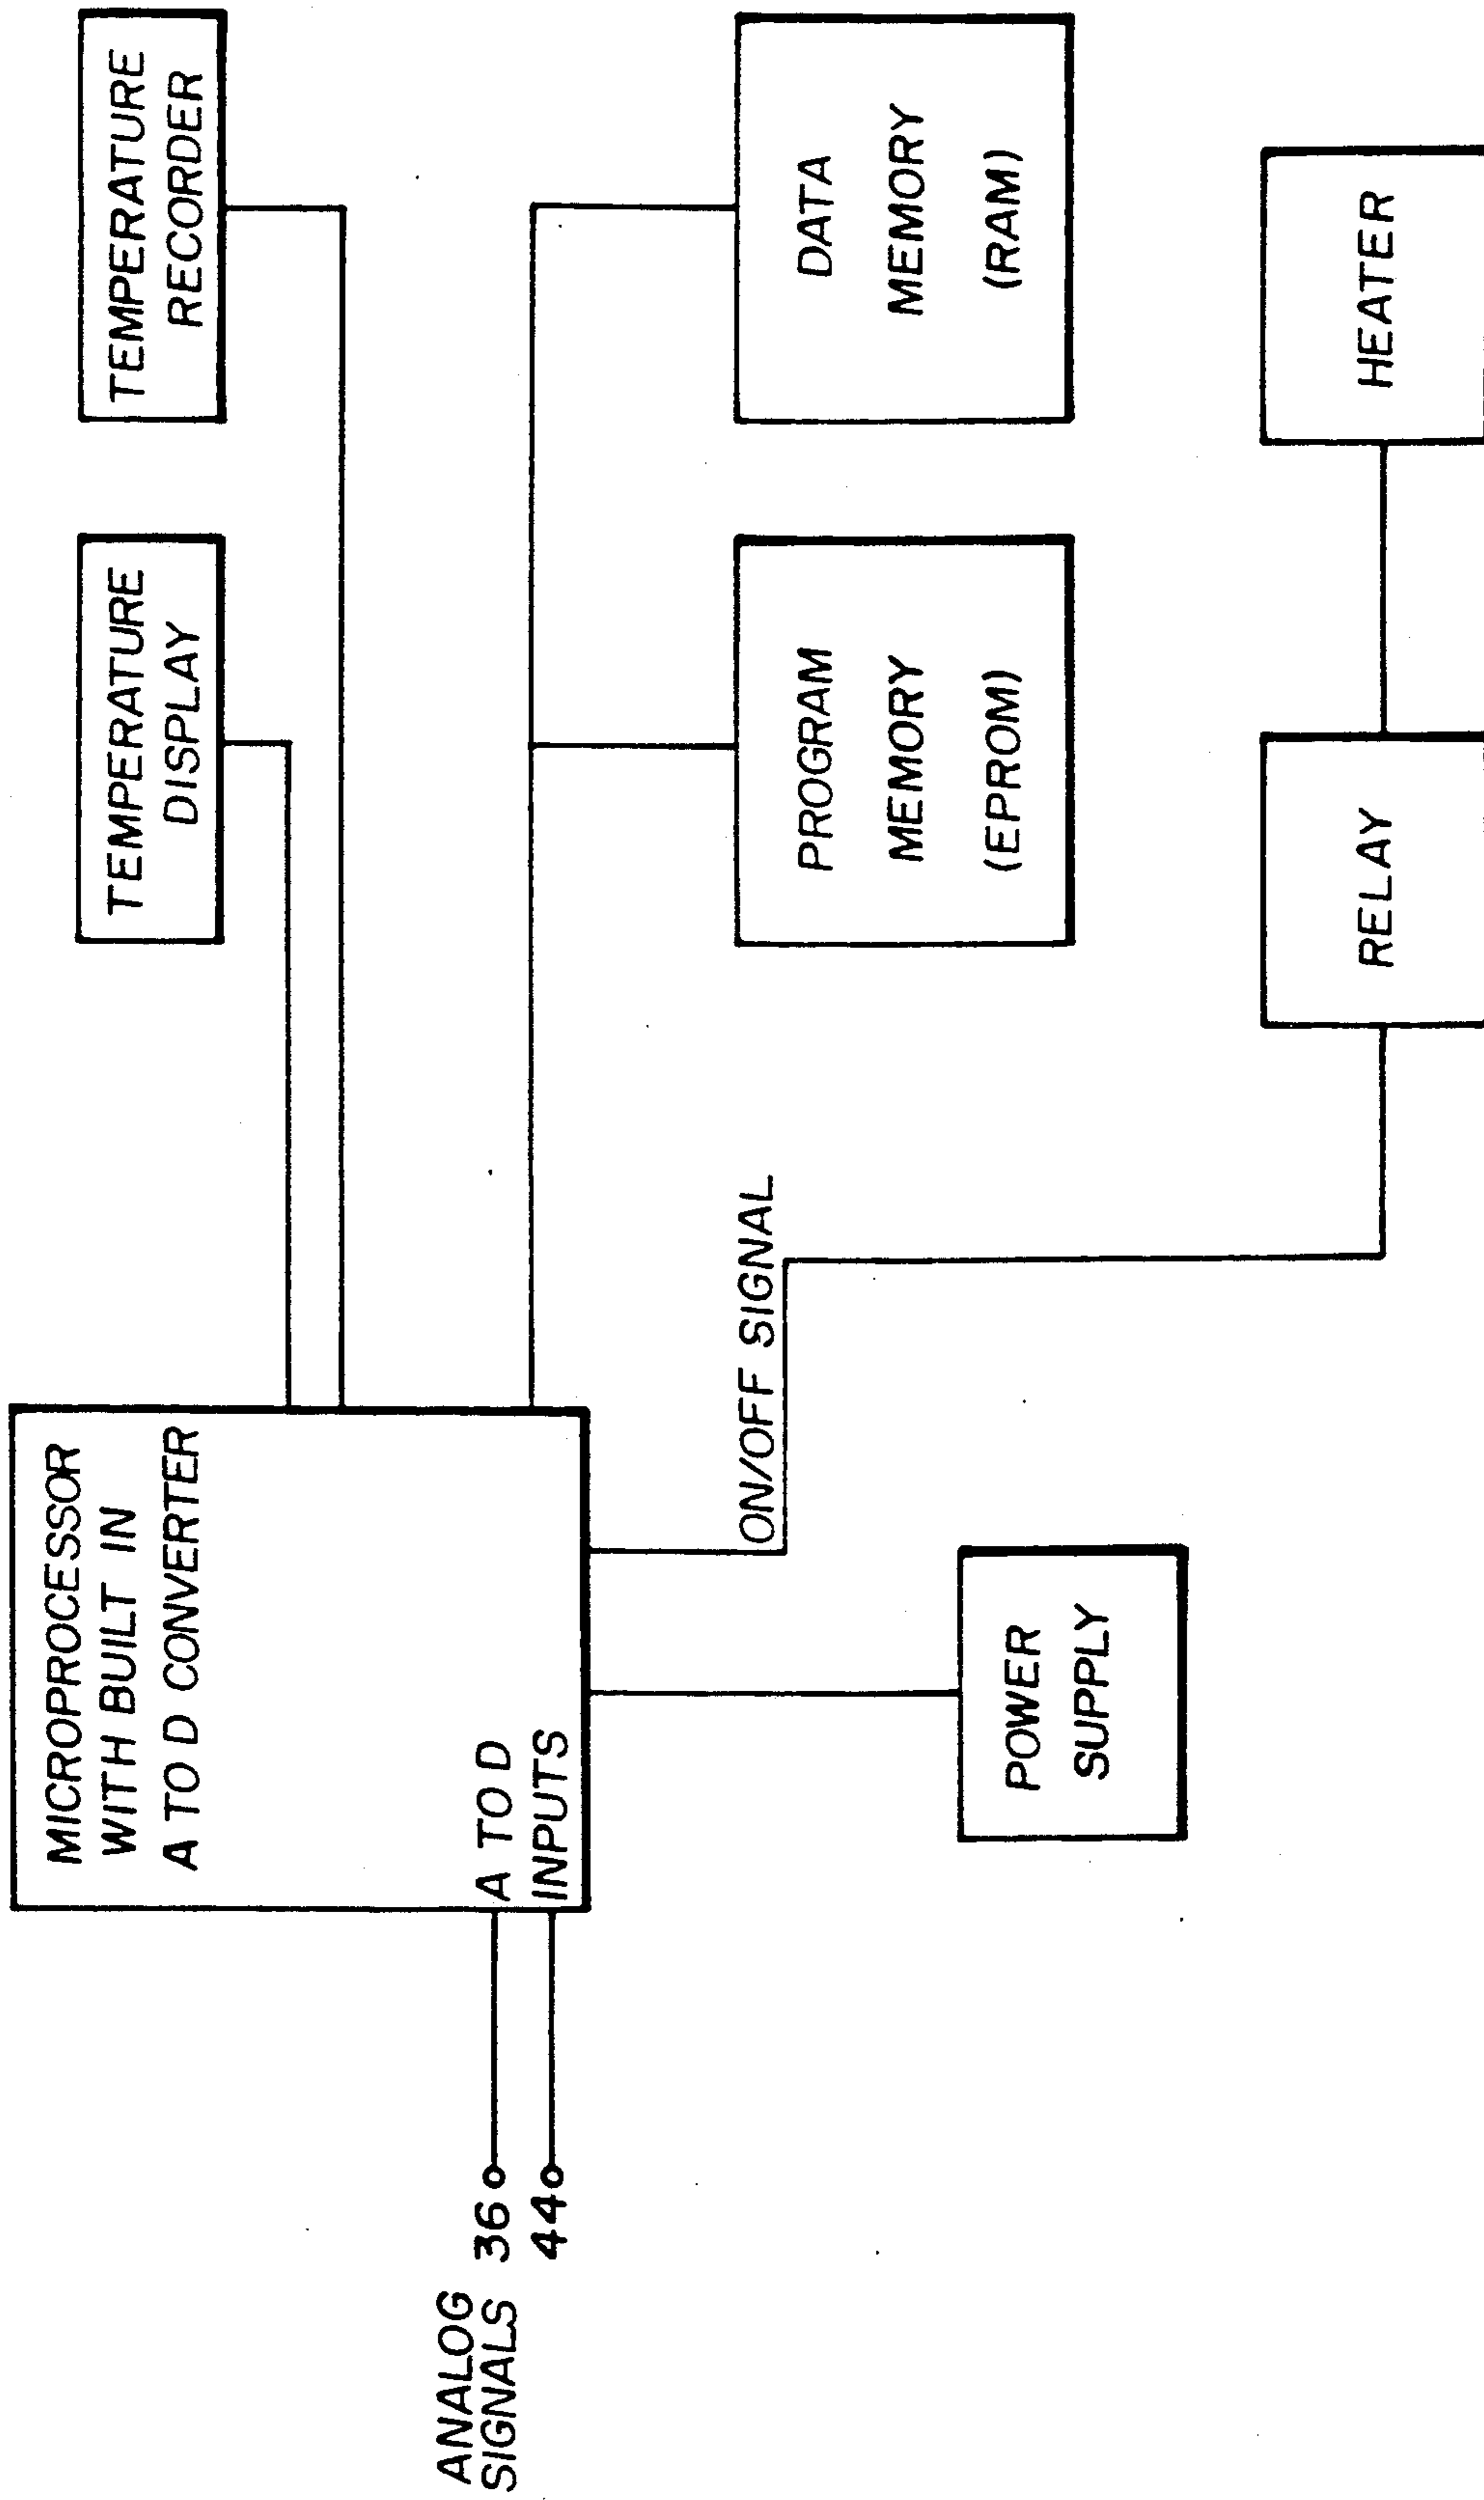 MICROPROCESSOR
WITH BUILT IN
A TO D CONVERTER
TEMPERATURE
DISPLAY
TEMPERATURE
RECORDER
ANALOG
SIGNALS
36
44
A TO D
INPUTS
ON/OFF SIGNAL
PROGRAM
MEMORY
(EPROM)
DATA
MEMORY
(RAM)
POWER
SUPPLY
RELAY
HEATER